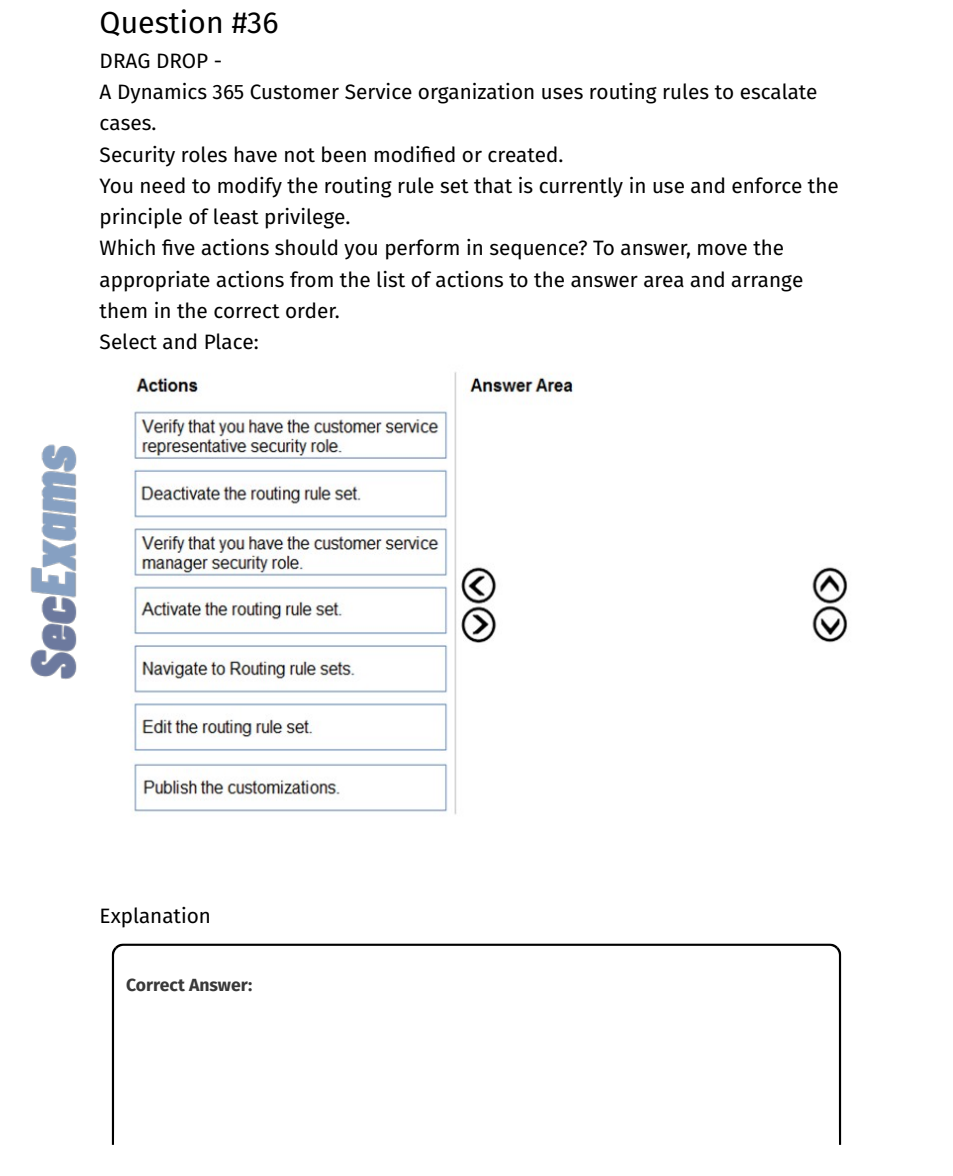 Question #36
DRAG DROP -
A Dynamics 365 Customer Service organization uses routing rules to escalate
cases.
Security roles have not been modified or created.
You need to modify the routing rule set that is currently in use and enforce the
principle of least privilege.
Which five actions should you perform in sequence? To answer, move the
appropriate actions from the list of actions to the answer area and arrange
them in the correct order.
Select and Place:
Actions
Answer Area
Verify that you have the customer service
representative security role.
Deactivate the routing rule set.
Verify that you have the customer service
manager security role.
Activate the routing rule set.
Navigate to Routing rule sets.
Edit the routing rule set.
Publish the customizations.
SecExams
Explanation
Correct Answer: